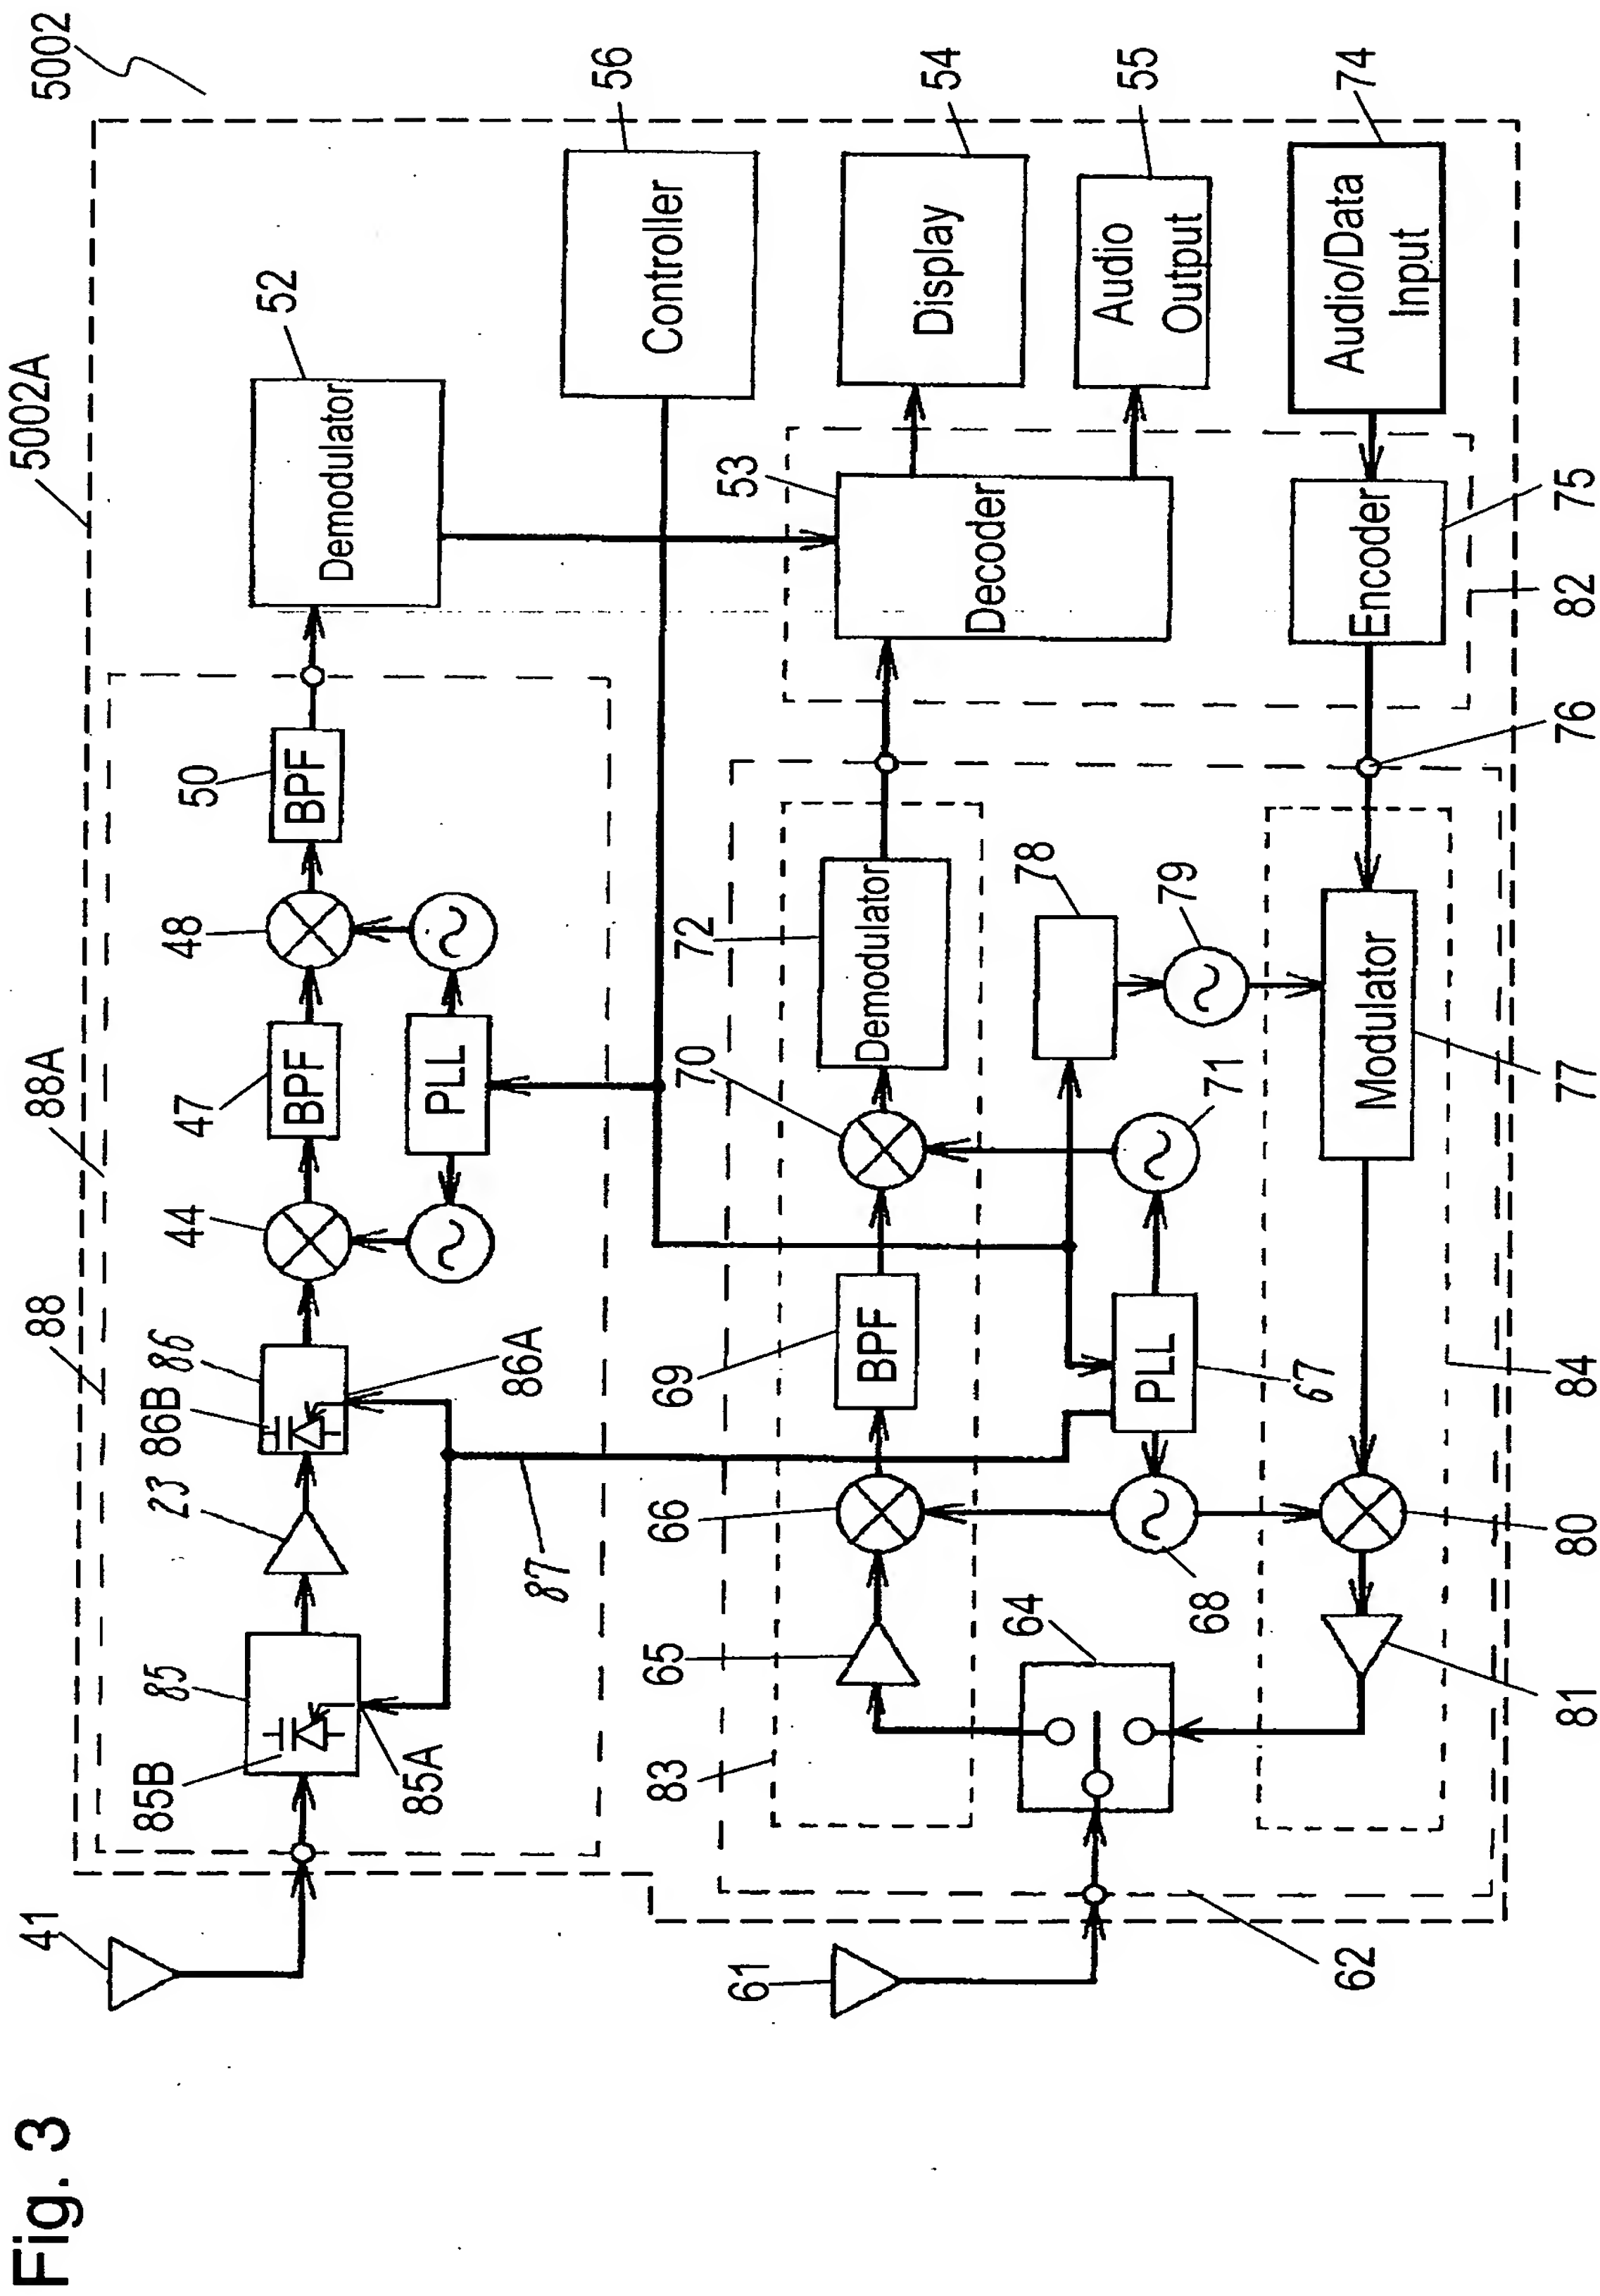 Fig. 3
5002
5002A
88A
88
41
85
85B
85A
23
86
86B
86A
44
47
BPF
48
50
BPF
PLL
52
Demodulator
56
Controller
87
53
Decoder
54
Display
55
Audio
Output
74
Audio/Data
Input
75
Encoder
82
76
61
62
83
64
65
66
69
BPF
70
72
Demodulator
71
78
79
67
PLL
68
77
Modulator
84
80
81